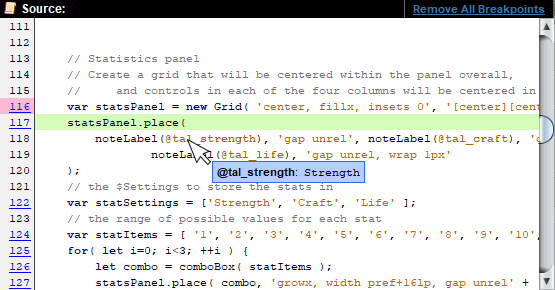 Source: Remove All Breakpoints
111
112
113 // Statistics panel
114 // Create a grid that will be centered within the panel overall,
115 // and controls in each of the four columns will be centered in
116 var statsPanel = new Grid( 'center, fillx, insets 0', '[center][cent
117 statsPanel.place(
118 noteLabel(@tal_strength), 'gap unrel', noteLabel(@tal_craft),
119 noteLabel(@tal_life), 'gap unrel, wrap 1px'
@tal_strength: Strength
120 );
121 // the $Settings to store the stats in
122 var statSettings = ['Strength', 'Craft', 'Life' ];
123 // the range of possible values for each stat
124 var statItems = [ '1', '2', '3', '4', '5', '6', '7', '8', '9', '10',
125 for( let i=0; i<3; ++i ) {
126 let combo = comboBox( statItems );
127 statsPanel.place( combo, 'growx, width pref+16lp, gap unrel' +